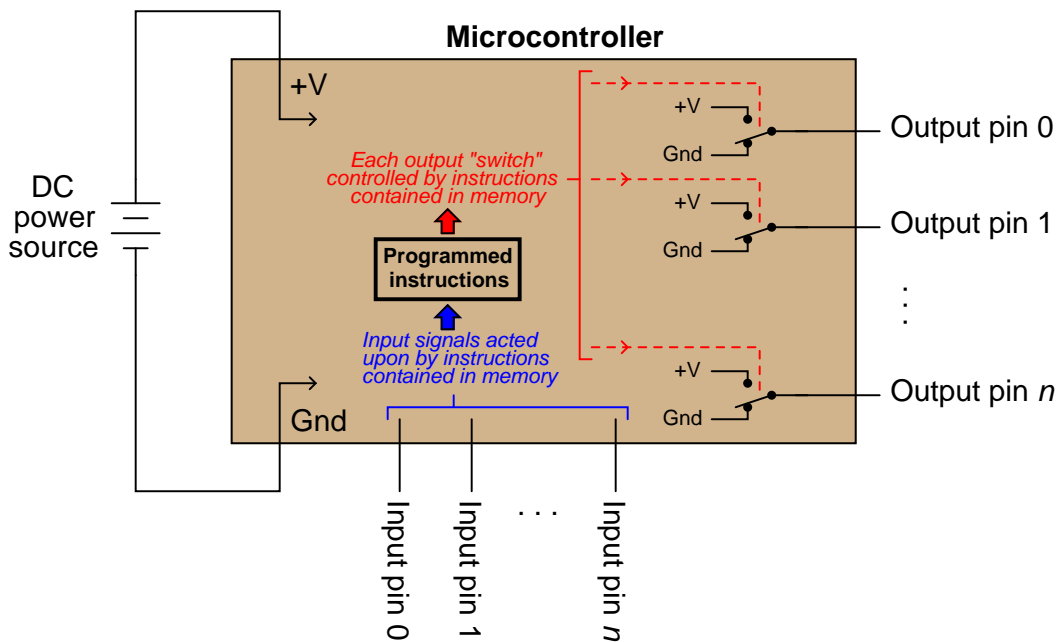 Microcontroller
+V
DC
power
source
Gnd
Each output "switch"
controlled by instructions
contained in memory
Programmed
instructions
Input signals acted
upon by instructions
contained in memory
+V
Gnd
Output pin 0
+V
Gnd
Output pin 1
. . .
+V
Gnd
Output pin n
Input pin 0
Input pin 1
. . .
Input pin n